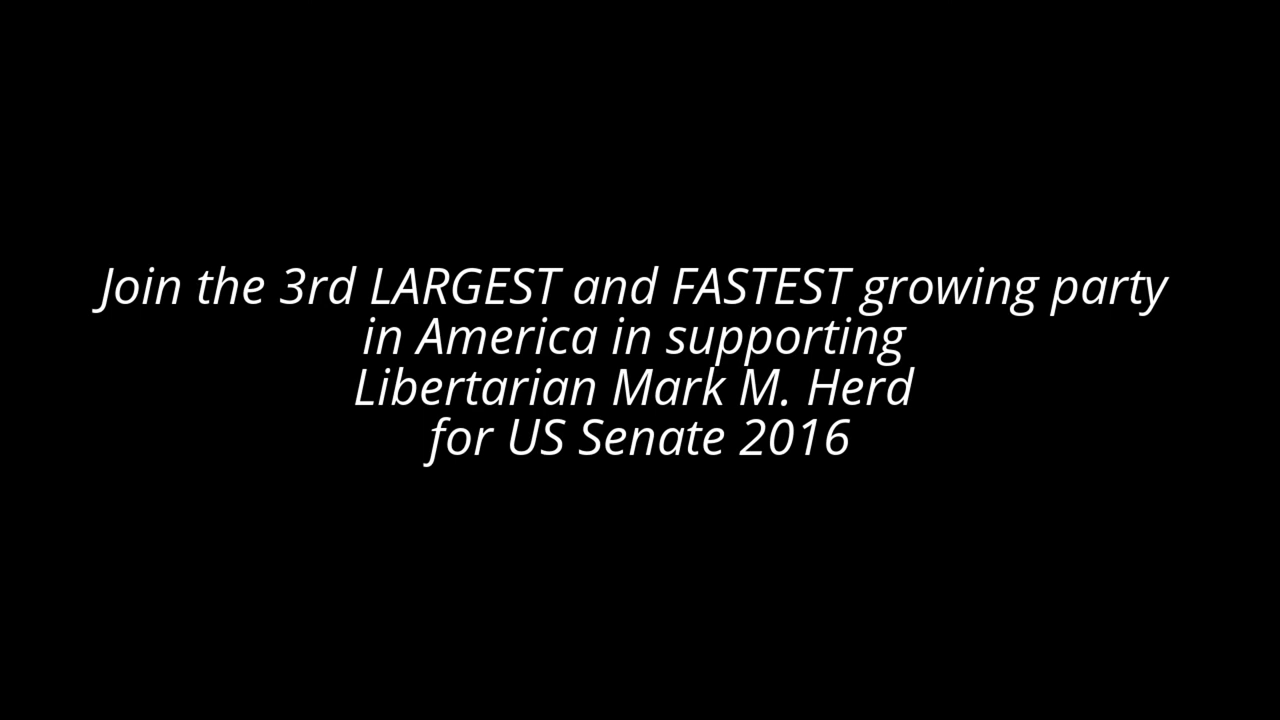 Join the 3rd LARGEST and FASTEST growing party
in America in supporting
Libertarian Mark M. Herd
for US Senate 2016